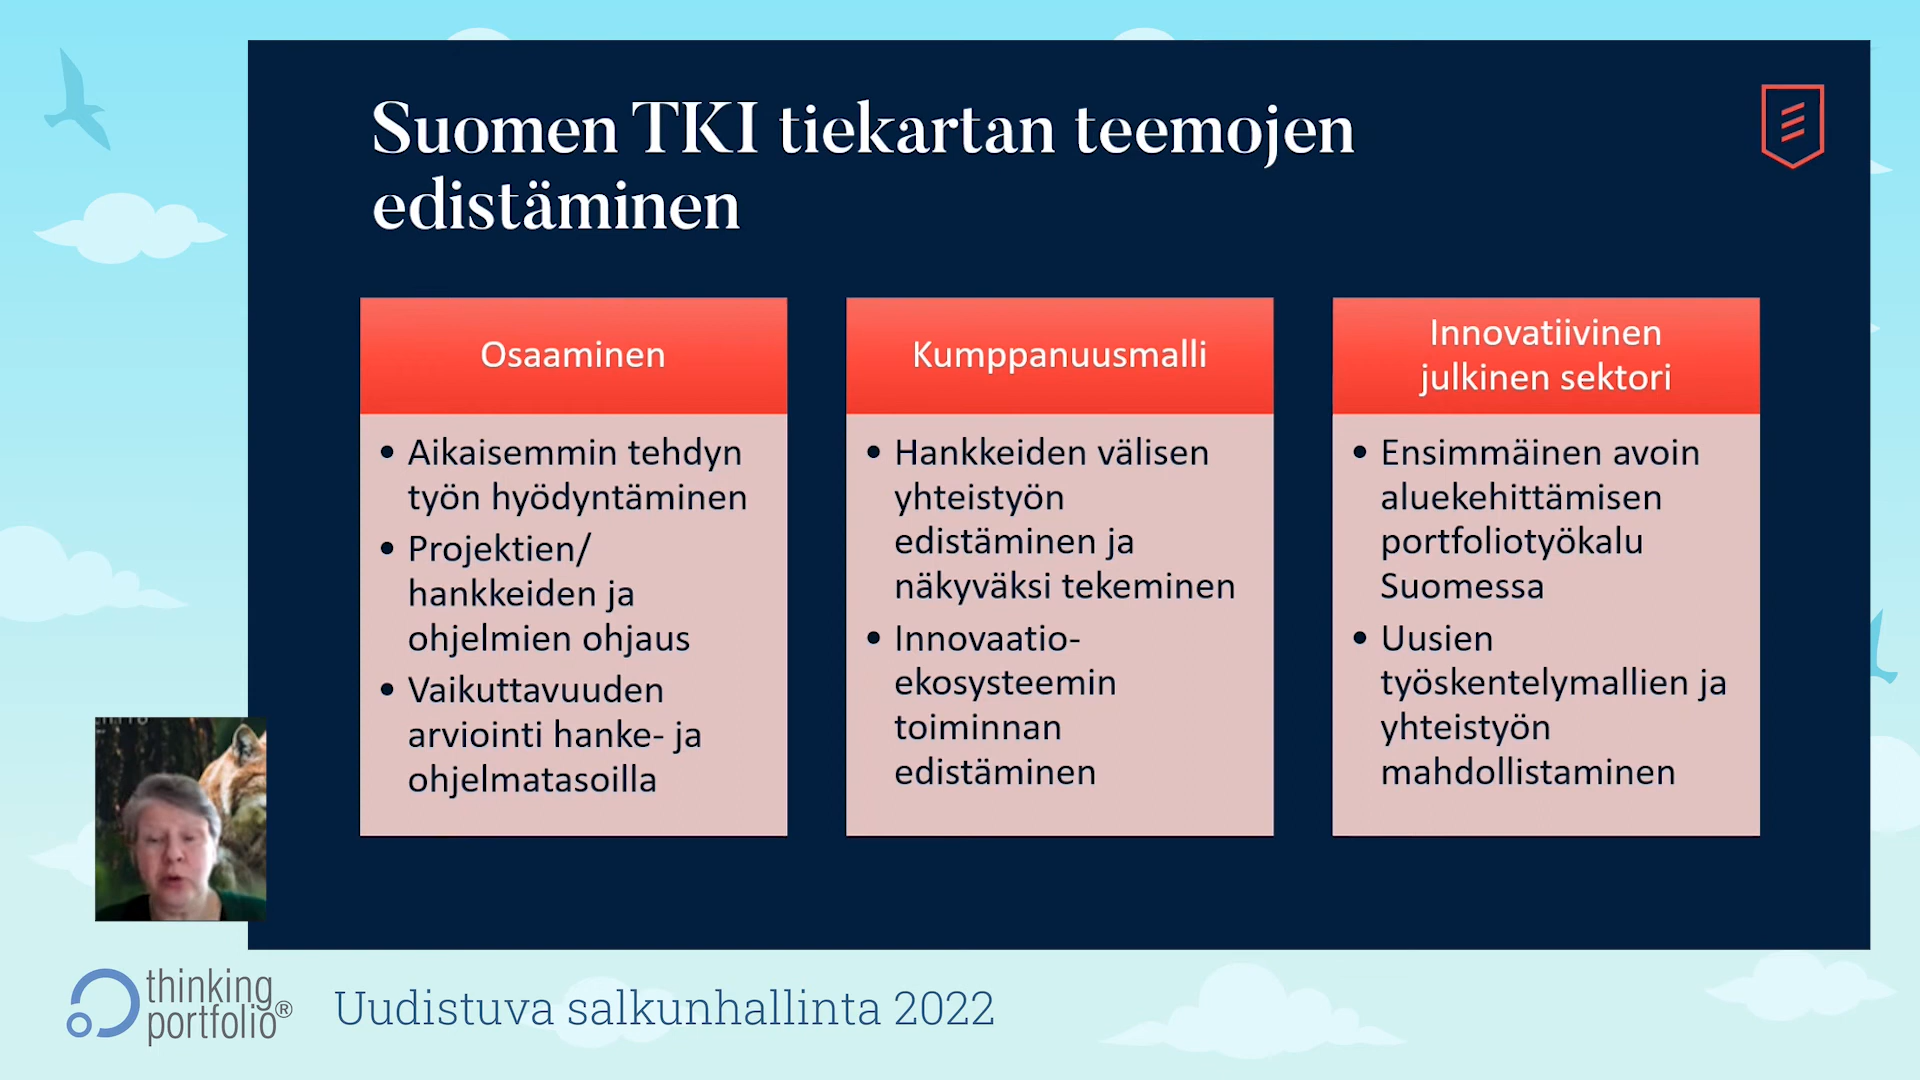 Suomen TKI tiekartan teemojen
edistäminen
Osaaminen
• Aikaisemmin tehdyn
työn hyödyntäminen
• Projektien/
hankkeiden ja
ohjelmien ohjaus
• Vaikuttavuuden
arviointi hanke- ja
ohjelmatasoilla
Kumppanuusmalli
• Hankkeiden välisen
yhteistyön
edistäminen ja
näkyväksi tekeminen
• Innovaatio-
ekosysteemin
toiminnan
edistäminen
Innovatiivinen
julkinen sektori
• Ensimmäinen avoin
aluekehittämisen
portfoliotyökalu
Suomessa
• Uusien
työskentelymallien ja
yhteistyön
mahdollistaminen
thinking
portfolio®
Uudistuva salkunhallinta 2022